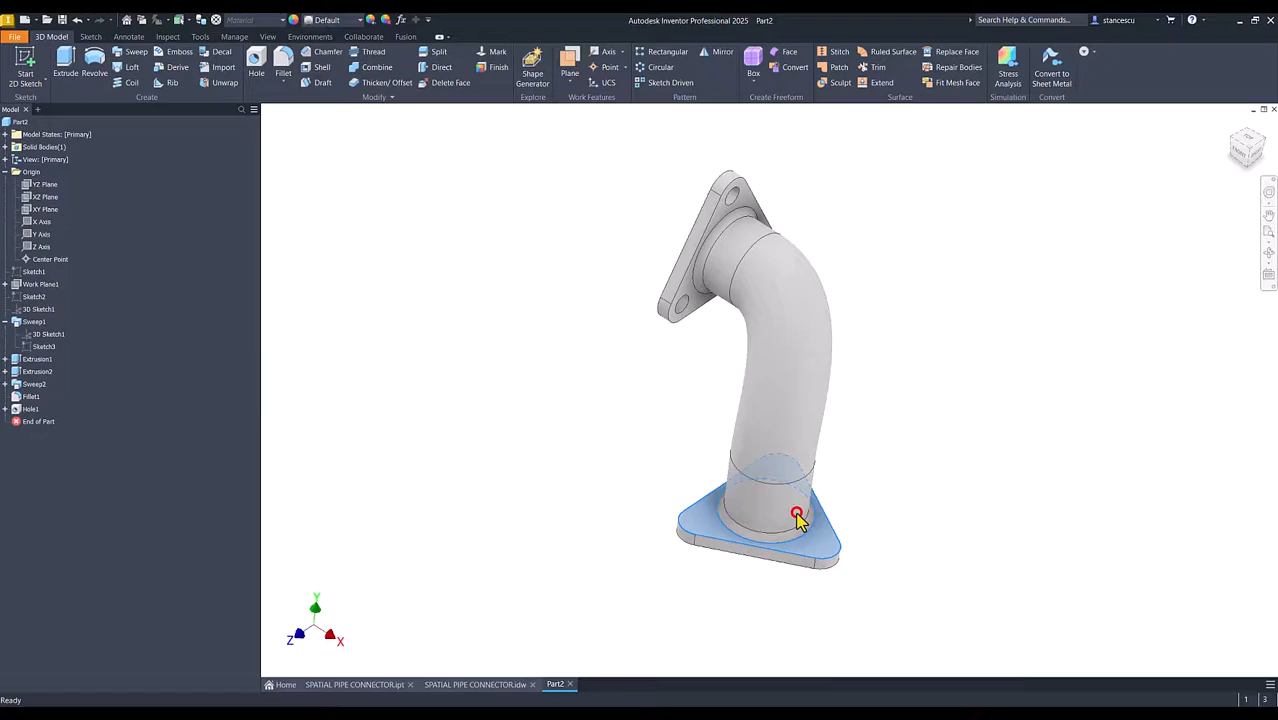 Material
Default
Autodesk Inventor Professional 2025 Part2
Search Help & Commands...
stancescu
File
3D Model
Sketch
Annotate
Inspect
Tools
Manage
View
Environments
Collaborate
Fusion
Start
2D Sketch
Sketch
Extrude
Revolve
Sweep
Emboss
Decal
Loft
Derive
Import
Coil
Rib
Unwrap
Create
Hole
Fillet
Chamfer
Thread
Split
Mark
Shell
Combine
Direct
Finish
Draft
Thicken/ Offset
Delete Face
Modify
Shape
Generator
Explore
Plane
Axis
Point
UCS
Work Features
Rectangular
Mirror
Circular
Sketch Driven
Pattern
Box
Face
Convert
Create Freeform
Stitch
Ruled Surface
Replace Face
Patch
Trim
Repair Bodies
Sculpt
Extend
Fit Mesh Face
Surface
Stress
Analysis
Simulation
Convert to
Sheet Metal
Convert
Model
Part2
Model States: [Primary]
Solid Bodies(1)
View: [Primary]
Origin
YZ Plane
XZ Plane
XY Plane
X Axis
Y Axis
Z Axis
Center Point
Sketch1
Work Plane1
Sketch2
3D Sketch1
Sweep1
3D Sketch1
Sketch3
Extrusion1
Extrusion2
Sweep2
Fillet1
Hole1
End of Part
TOP
FRONT
Y
Z
X
Home
SPATIAL PIPE CONNECTOR.ipt
SPATIAL PIPE CONNECTOR.idw
Part2
Ready
1
3